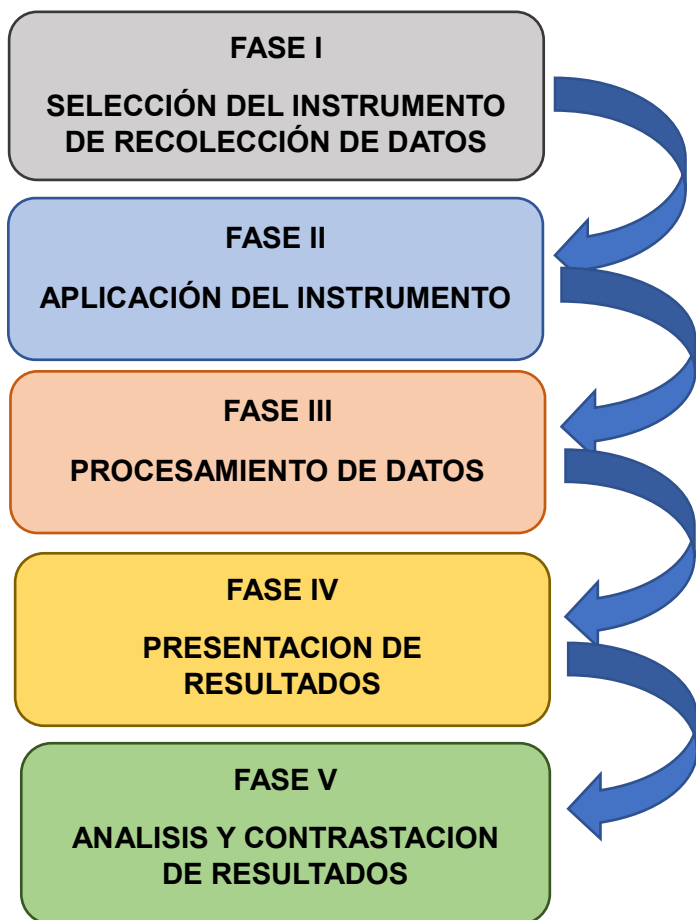 FASE I
SELECCIÓN DEL INSTRUMENTO
DE RECOLECCIÓN DE DATOS
FASE II
APLICACIÓN DEL INSTRUMENTO
FASE III
PROCESAMIENTO DE DATOS
FASE IV
PRESENTACION DE
RESULTADOS
FASE V
ANALISIS Y CONTRASTACION
DE RESULTADOS